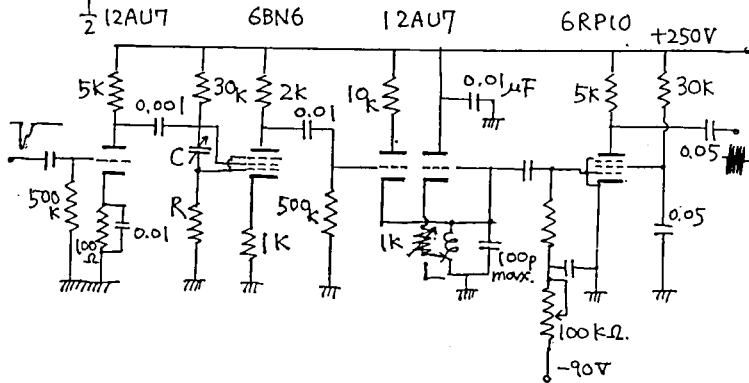 ½ 12AU7 6BN6 12AU7 6RP10
+250V
5K 30K 2K 10K 0.01μF 5K 30K
0.001 0.01
C
0.05
500K R 500K 1K 0.05
100Ω 0.01 1K 100p max.
100KΩ.
-90V